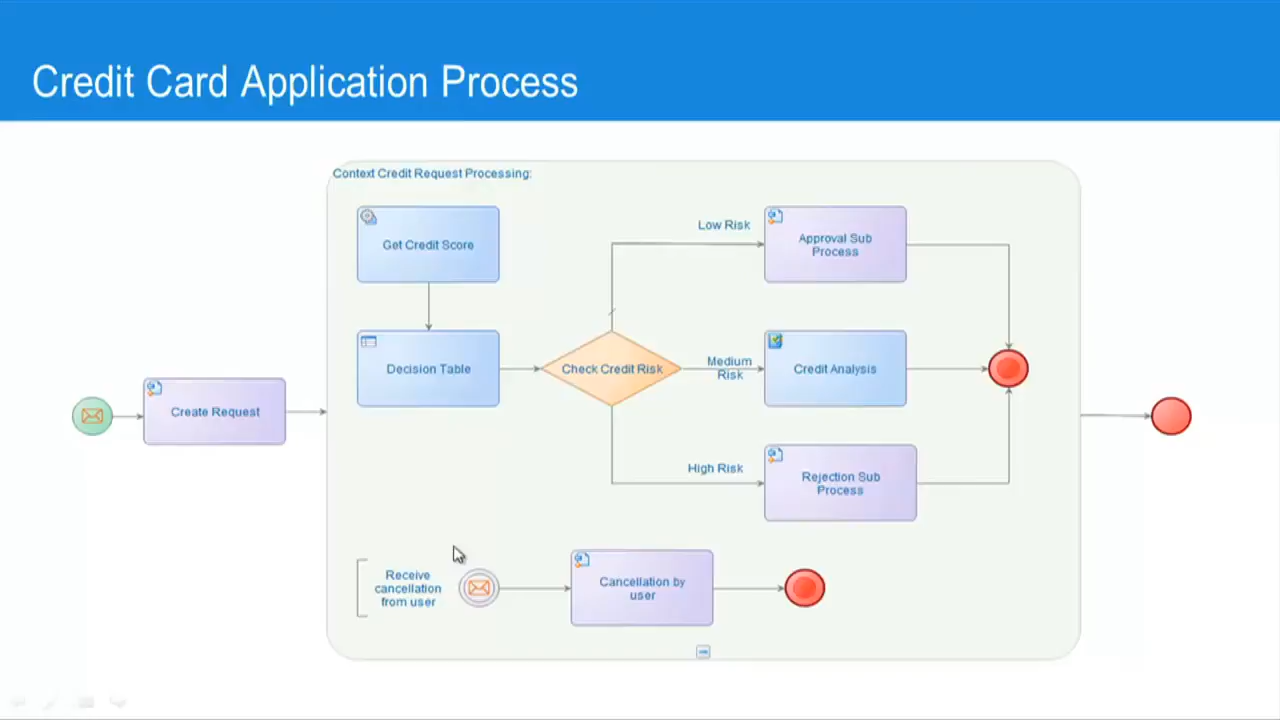 Credit Card Application Process
Context Credit Request Processing:
Get Credit Score
Low Risk
Approval Sub
Process
Decision Table
Check Credit Risk
Medium
Risk
Credit Analysis
Create Request
High Risk
Rejection Sub
Process
Receive
cancellation
from user
Cancellation by
user